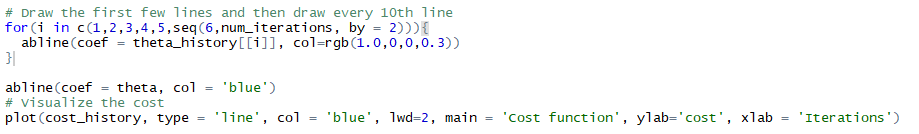 # Draw the first few lines and then draw every 10th line
for(i in c(1,2,3,4,5,seq(6,num_iterations, by = 2))){
  abline(coef = theta_history[[i]], col=rgb(1.0,0,0,0.3))
}

abline(coef = theta, col = 'blue')
# Visualize the cost
plot(cost_history, type = 'line', col = 'blue', lwd=2, main = 'Cost function', ylab='cost', xlab = 'Iterations')